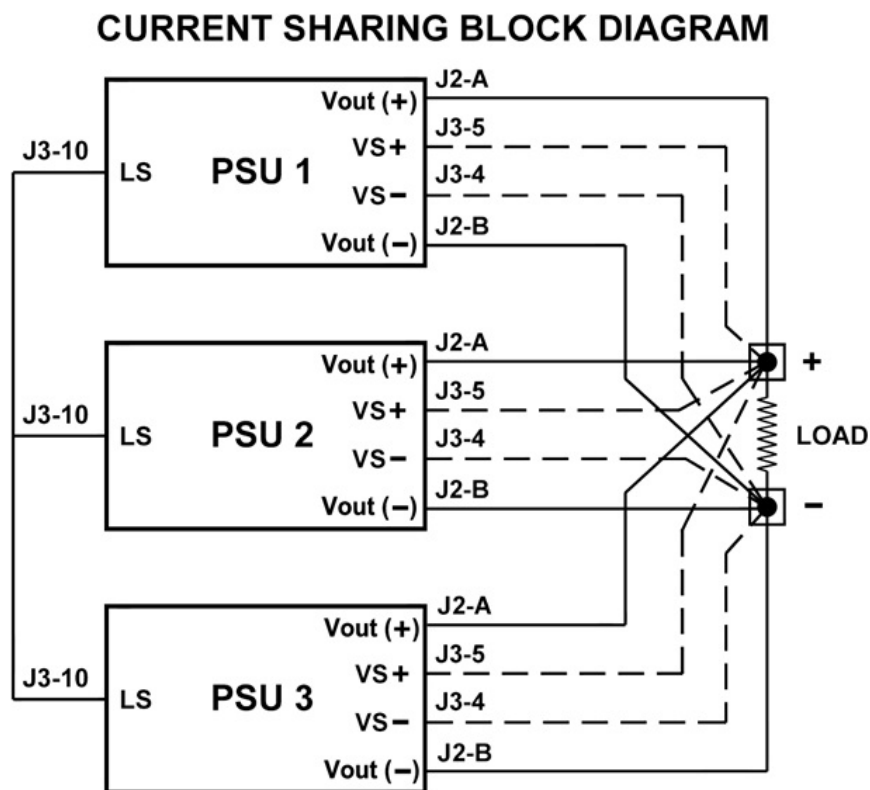 CURRENT SHARING BLOCK DIAGRAM
J2-A
Vout (+)
J3-5
J3-10
VS+
LS
PSU 1
J3-4
VS-
J2-B
Vout (-)
J2-A
Vout (+)
+
J3-5
J3-10
VS+
LS
PSU 2
LOAD
J3-4
VS-
J2-B
Vout (-)
-
J2-A
Vout (+)
J3-5
J3-10
VS+
LS
PSU 3
J3-4
VS-
J2-B
Vout (-)